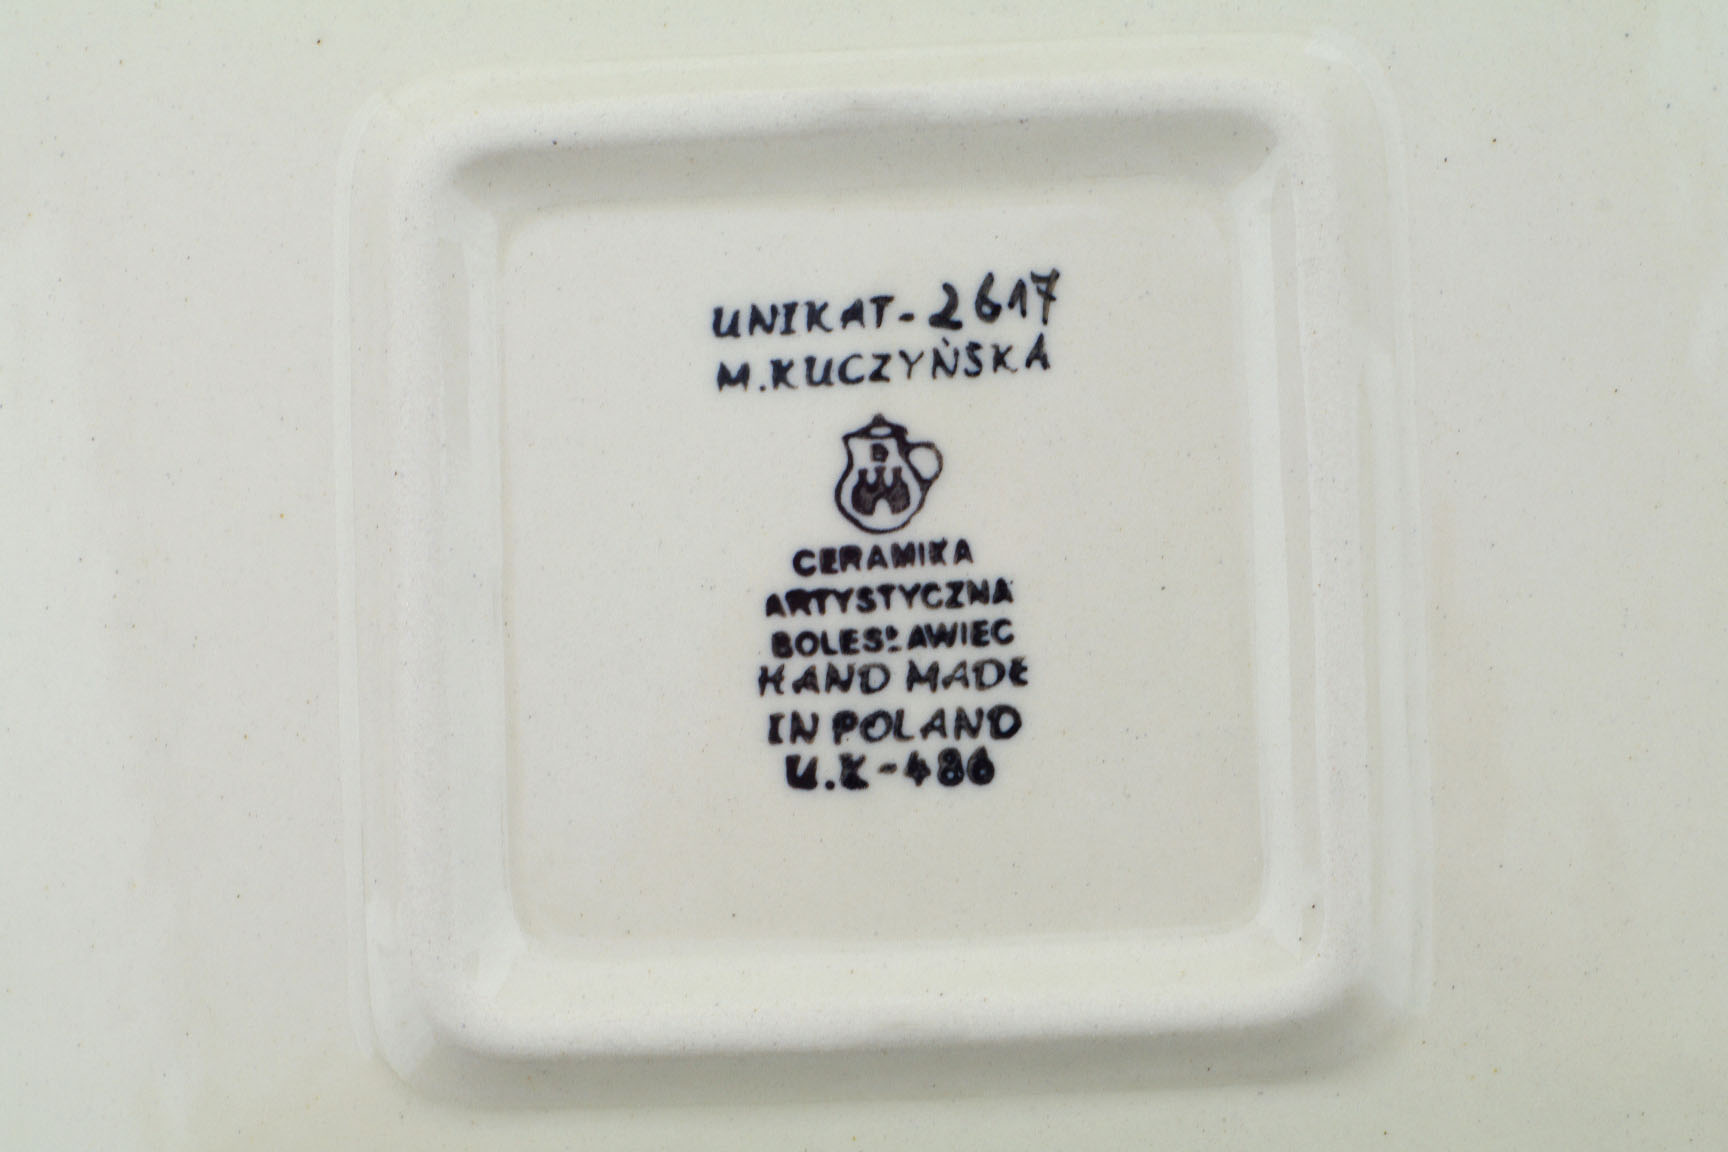 UNIKAT-2617
M.KUCZYŃSKA
B
CERAMIKA
ARTYSTYCZNA
BOLESŁAWIEC
HAND MADE
IN POLAND
U.K-486